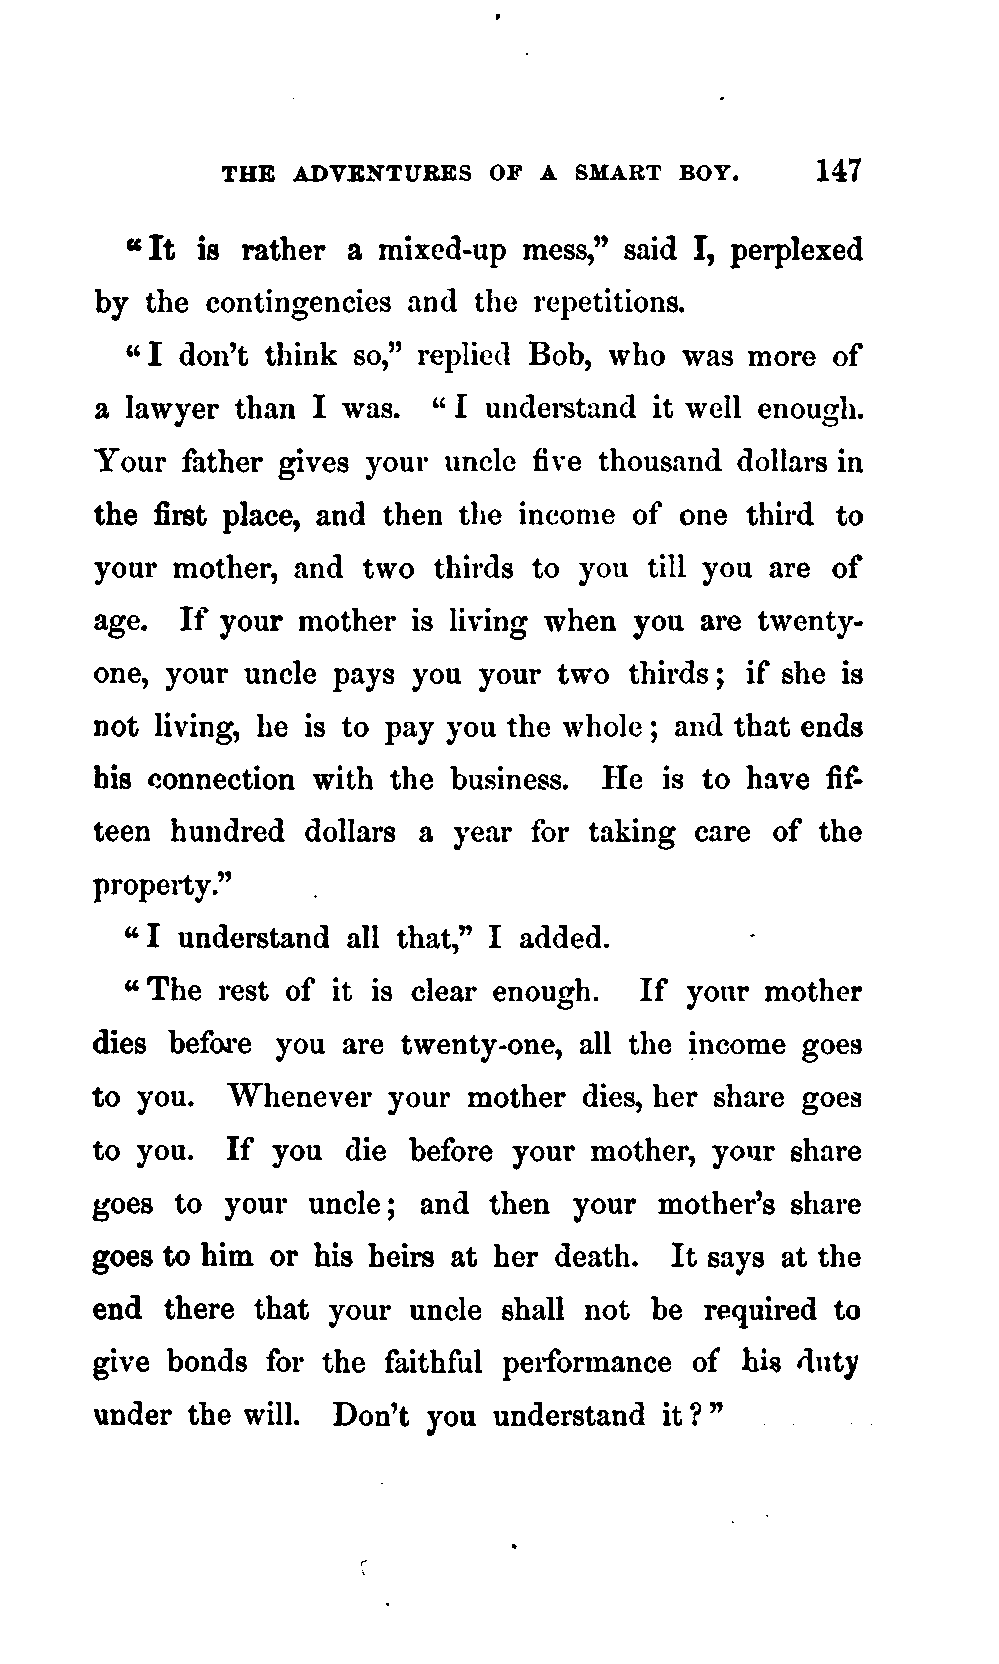 THE ADVENTURES OF A SMART BOY. 147
“It is rather a mixed-up mess,” said I, perplexed
by the contingencies and the repetitions.
“I don't think so,” replied Bob, who was more of
a lawyer than I was. “I understand it well enough.
Your father gives your uncle five thousand dollars in
the first place, and then the income of one third to
your mother, and two thirds to you till you are of
age. If your mother is living when you are twenty-
one, your uncle pays you your two thirds; if she is
not living, he is to pay you the whole; and that ends
his connection with the business. He is to have fif-
teen hundred dollars a year for taking care of the
property.”
“I understand all that,” I added.
“The rest of it is clear enough. If your mother
dies before you are twenty-one, all the income goes
to you. Whenever your mother dies, her share goes
to you. If you die before your mother, your share
goes to your uncle; and then your mother's share
goes to him or his heirs at her death. It says at the
end there that your uncle shall not be required to
give bonds for the faithful performance of his duty
under the will. Don't you understand it?”